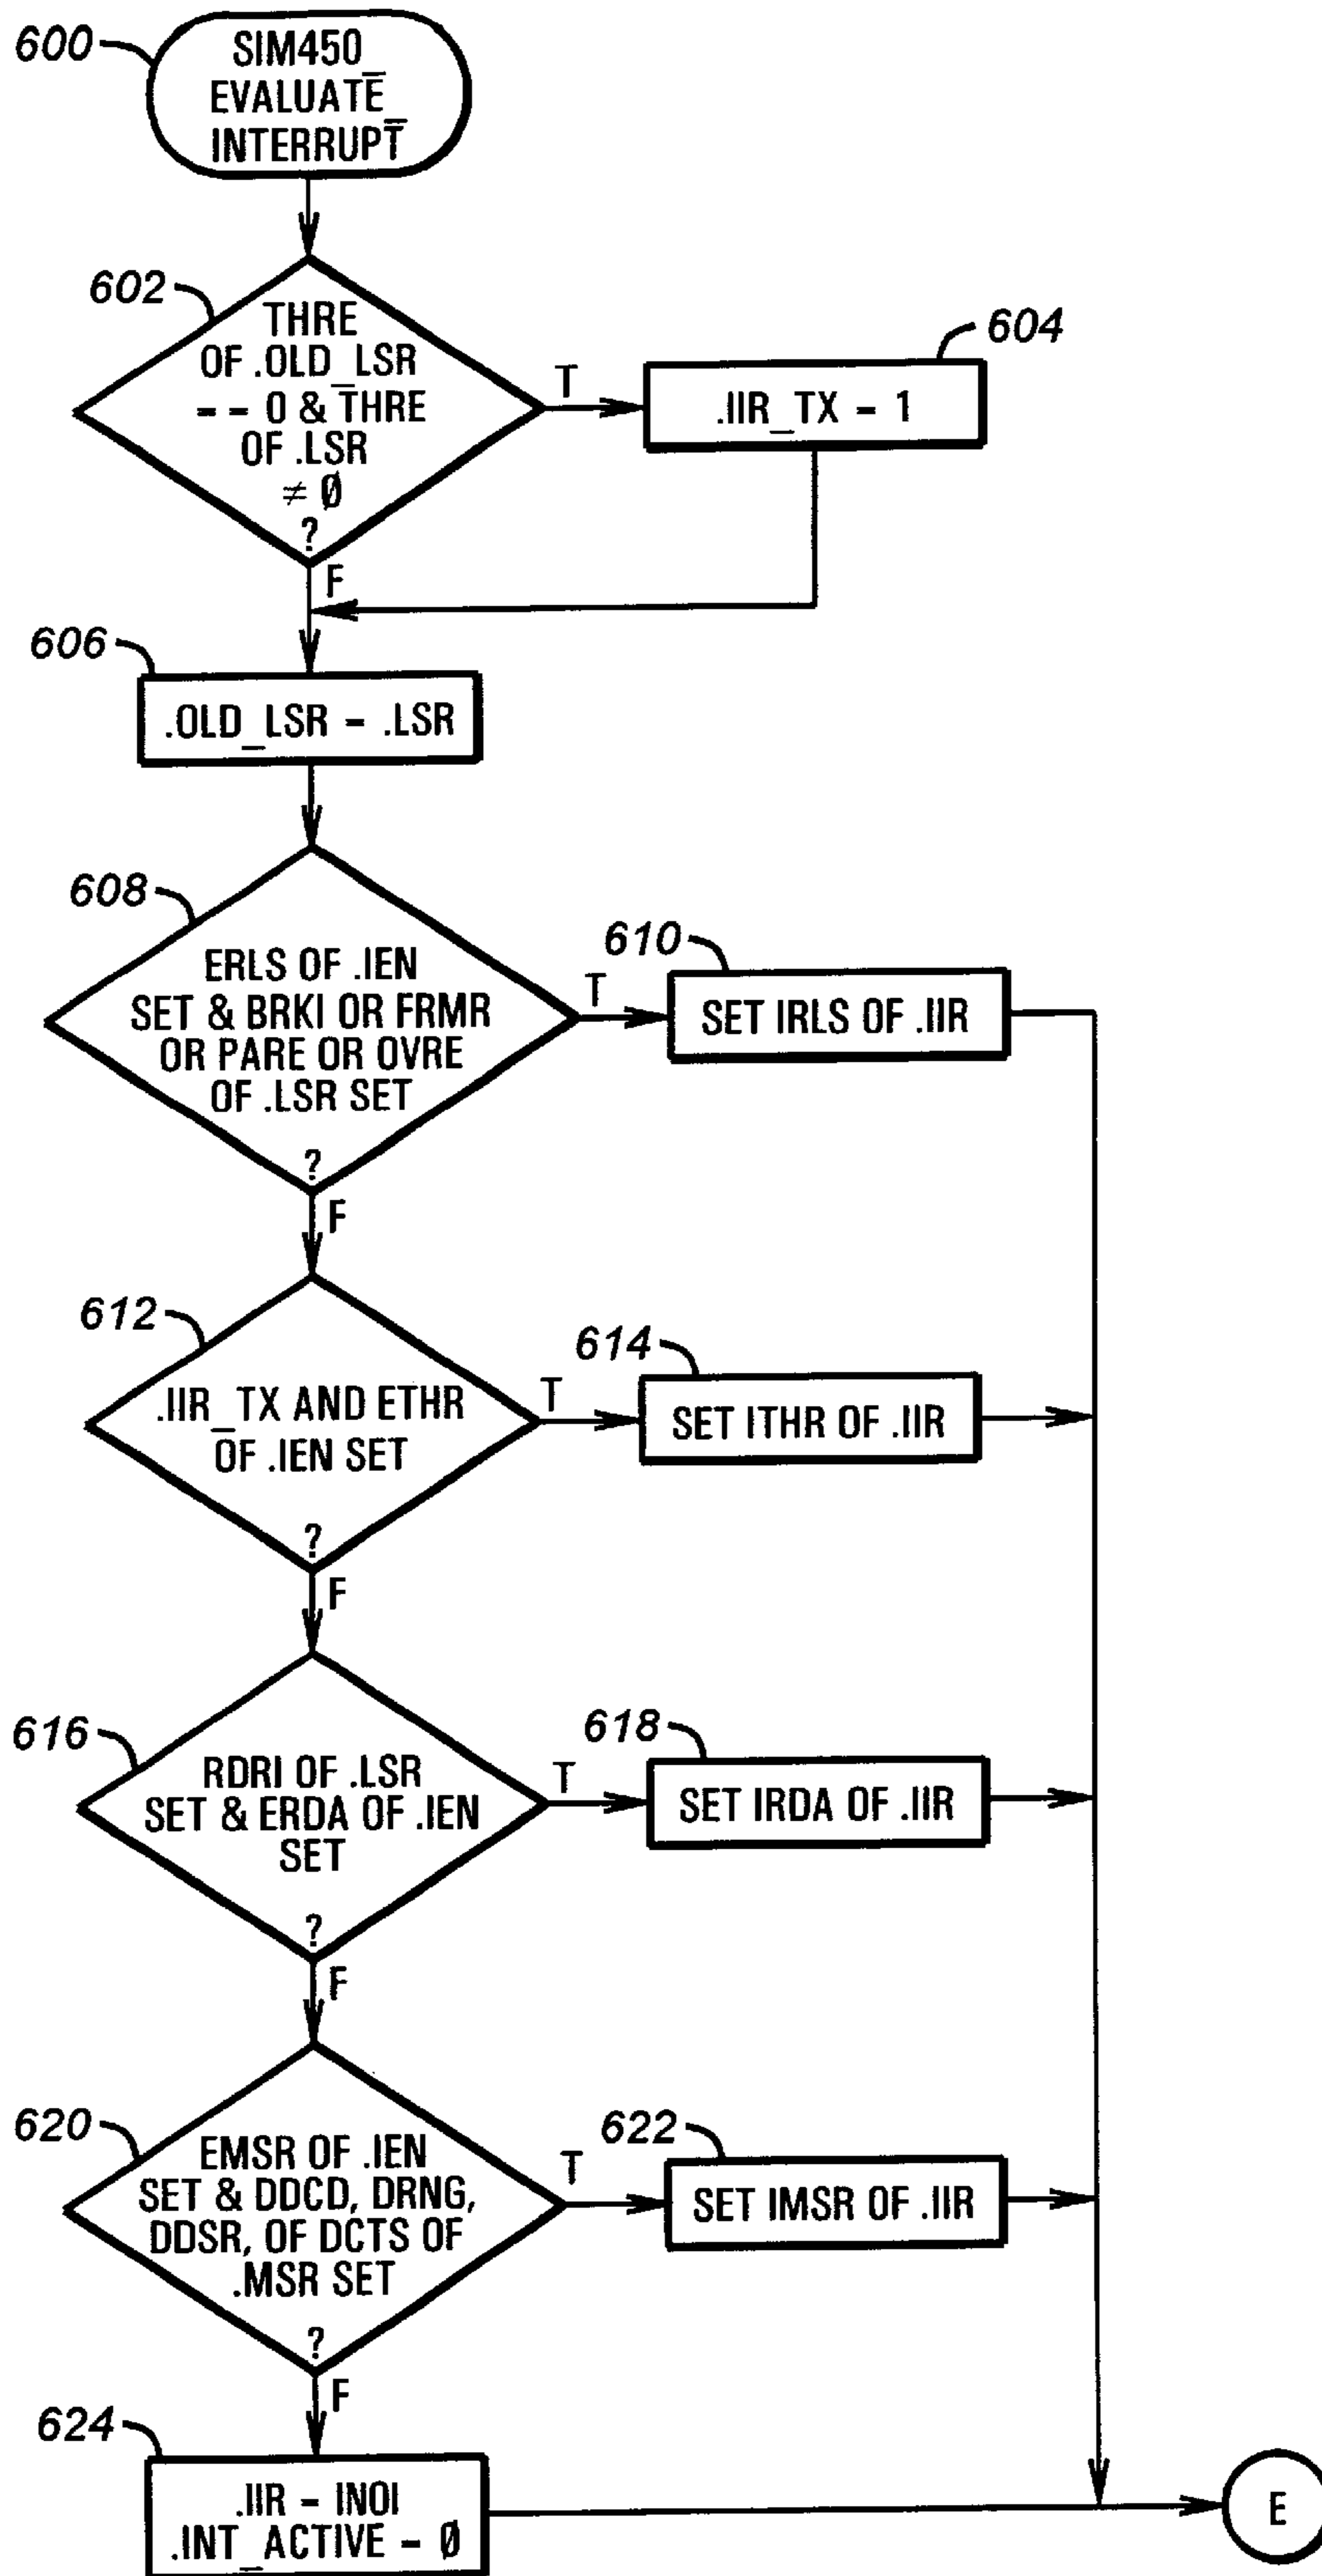 600
SIM450_
EVALUATE_
INTERRUPT
602
THRE
OF .OLD_LSR
== 0 & THRE
OF .LSR
≠ Ø
?
T
604
.IIR_TX = 1
F
606
.OLD_LSR = .LSR
608
ERLS OF .IEN
SET & BRKI OR FRMR
OR PARE OR OVRE
OF .LSR SET
?
T
610
SET IRLS OF .IIR
F
612
.IIR_TX AND ETHR
OF .IEN SET
?
T
614
SET ITHR OF .IIR
F
616
RDRI OF .LSR
SET & ERDA OF .IEN
SET
?
T
618
SET IRDA OF .IIR
F
620
EMSR OF .IEN
SET & DDCD, DRNG,
DDSR, OF DCTS OF
.MSR SET
?
T
622
SET IMSR OF .IIR
F
624
.IIR = INOI
.INT_ACTIVE = Ø
E